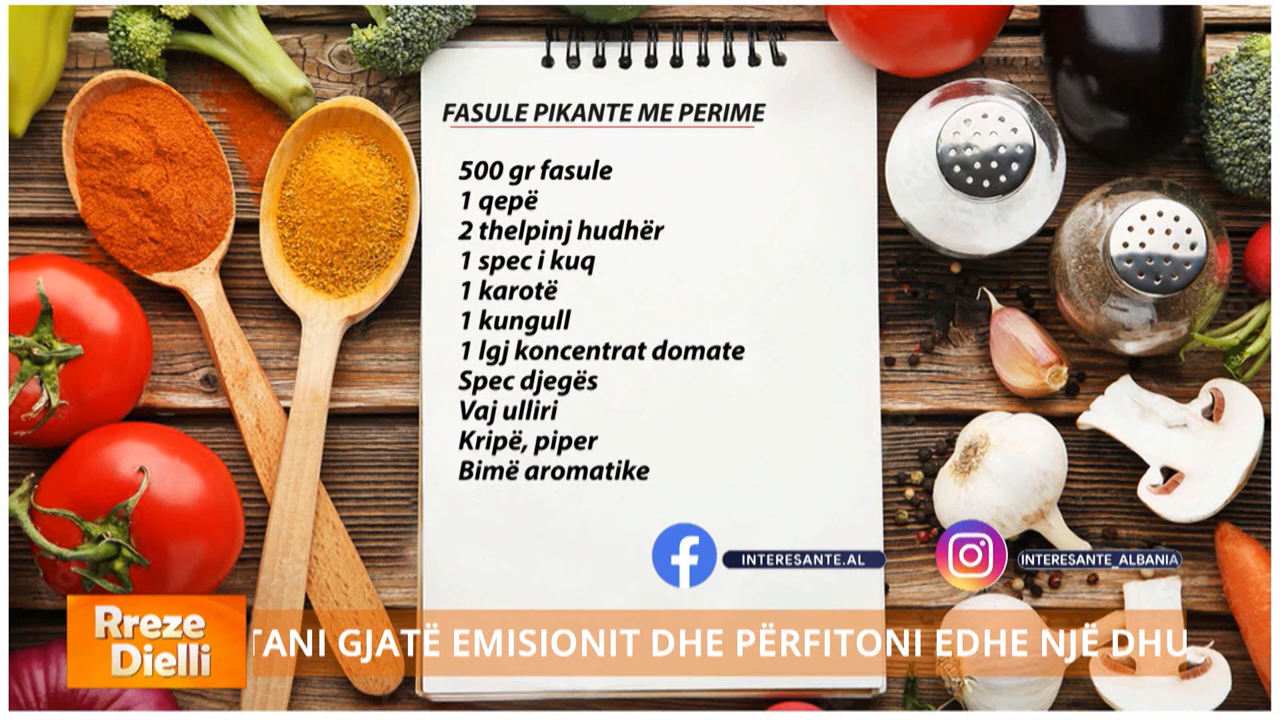 FASULE PIKANTE ME PERIME
500 gr fasule
1 qepë
2 thelpinj hudhër
1 spec i kuq
1 karotë
1 kungull
1 lgj koncentrat domate
Spec djegës
Vaj ulliri
Kripë, piper
Bimë aromatike
INTERESANTE.AL
INTERESANTE_ALBANIA
Rreze
Dielli
TANI GJATË EMISIONIT DHE PËRFITONI EDHE NJË DHU